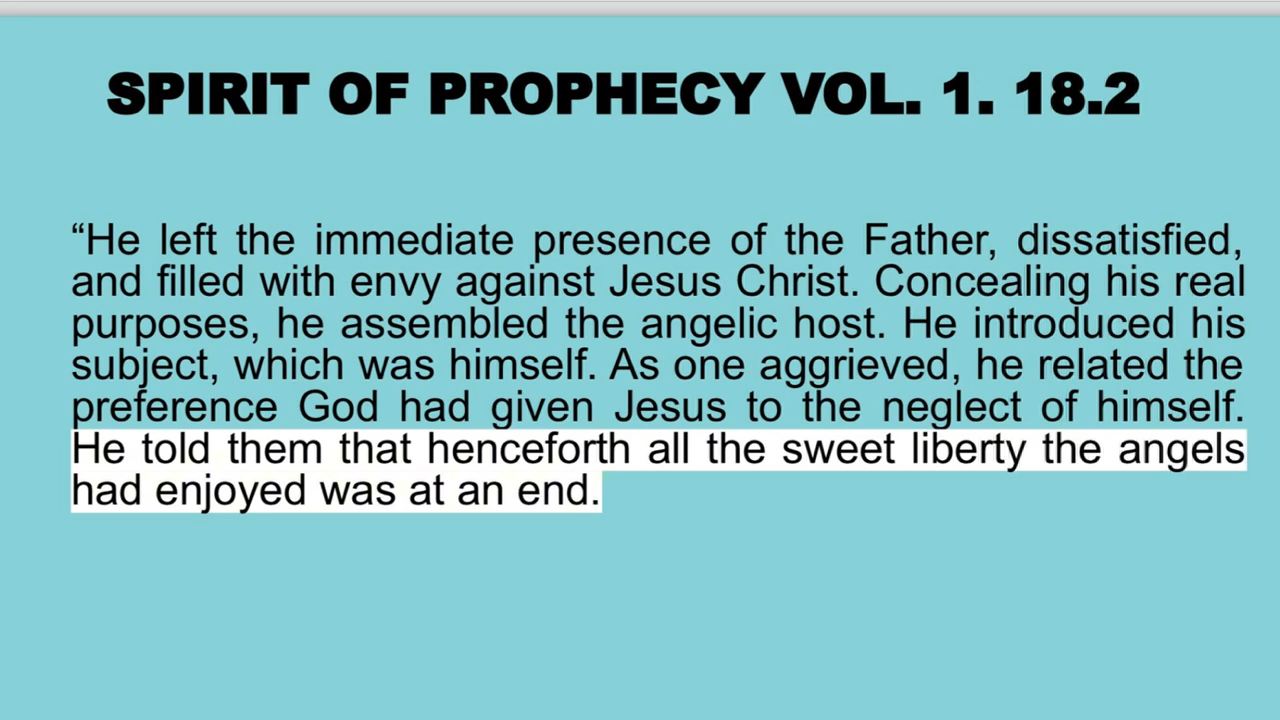 SPIRIT OF PROPHECY VOL. 1. 18.2
“He left the immediate presence of the Father, dissatisfied,
and filled with envy against Jesus Christ. Concealing his real
purposes, he assembled the angelic host. He introduced his
subject, which was himself. As one aggrieved, he related the
preference God had given Jesus to the neglect of himself.
He told them that henceforth all the sweet liberty the angels
had enjoyed was at an end.